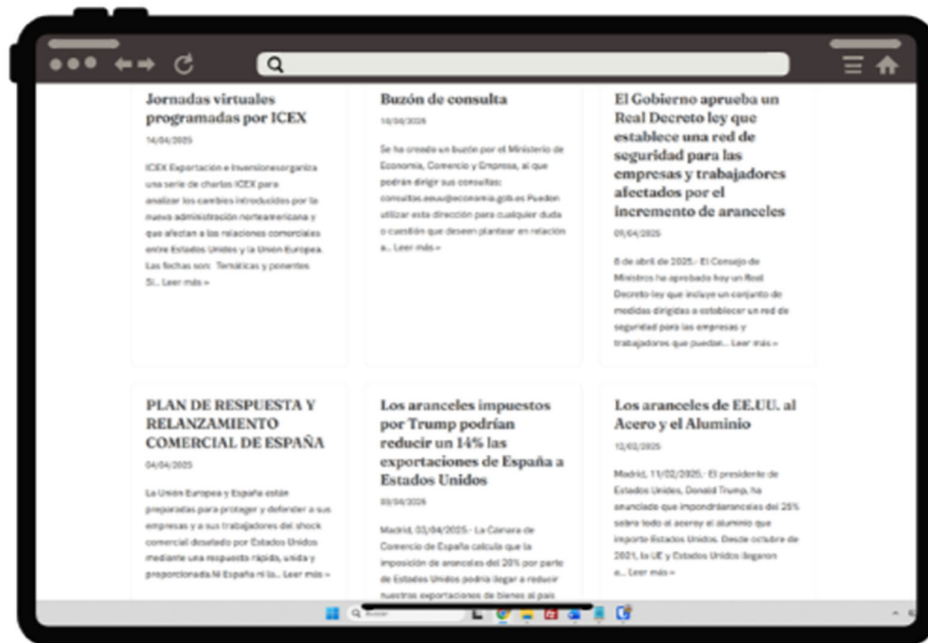 Jornadas virtuales
programadas por ICEX
14/04/2025
ICEX Exportación e Inversionesorganiza
una serie de charlas ICEX para
analizar los cambios introducidos por la
nueva administración norteamericana y
que afectan a las relaciones comerciales
entre Estados Unidos y la Unión Europea.
Las fechas son: Temáticas y ponentes
Si... Leer más »
Buzón de consulta
Se ha creado un buzón por el Ministerio de
Economía, Comercio y Empresa, al que
podrán dirigir sus consultas:
consultas.eeuu@economia.gob.es Pueden
utilizar esta dirección para cualquier duda
o cuestión que deseen plantear en relación
a... Leer más »
El Gobierno aprueba un
Real Decreto ley que
establece una red de
seguridad para las
empresas y trabajadores
afectados por el
incremento de aranceles
09/04/2025
8 de abril de 2025.- El Consejo de
Ministros ha aprobado hoy un Real
Decreto-ley que incluye un conjunto de
medidas dirigidas a establecer un red de
seguridad para las empresas y
trabajadores que puedan... Leer más »
PLAN DE RESPUESTA Y
RELANZAMIENTO
COMERCIAL DE ESPAÑA
04/04/2025
La Unión Europea y España están
preparadas para proteger y defender a sus
empresas y a sus trabajadores del shock
comercial desatado por Estados Unidos
mediante una respuesta rápida, unida y
proporcionada.Ni España ni la... Leer más »
Los aranceles impuestos
por Trump podrían
reducir un 14% las
exportaciones de España a
Estados Unidos
03/04/2025
Madrid, 03/04/2025.- La Cámara de
Comercio de España calcula que la
imposición de aranceles del 20% por parte
de Estados Unidos podría llegar a reducir
nuestras exportaciones de bienes al país
Los aranceles de EE.UU. al
Acero y el Aluminio
12/02/2025
Madrid, 11/02/2025.- El presidente de
Estados Unidos, Donald Trump, ha
anunciado que impondráaranceles del 25%
sobre todo el aceroy el aluminio que
importe Estados Unidos. Desde octubre de
2021, la UE y Estados Unidos llegaron
a... Leer más »
Buscar